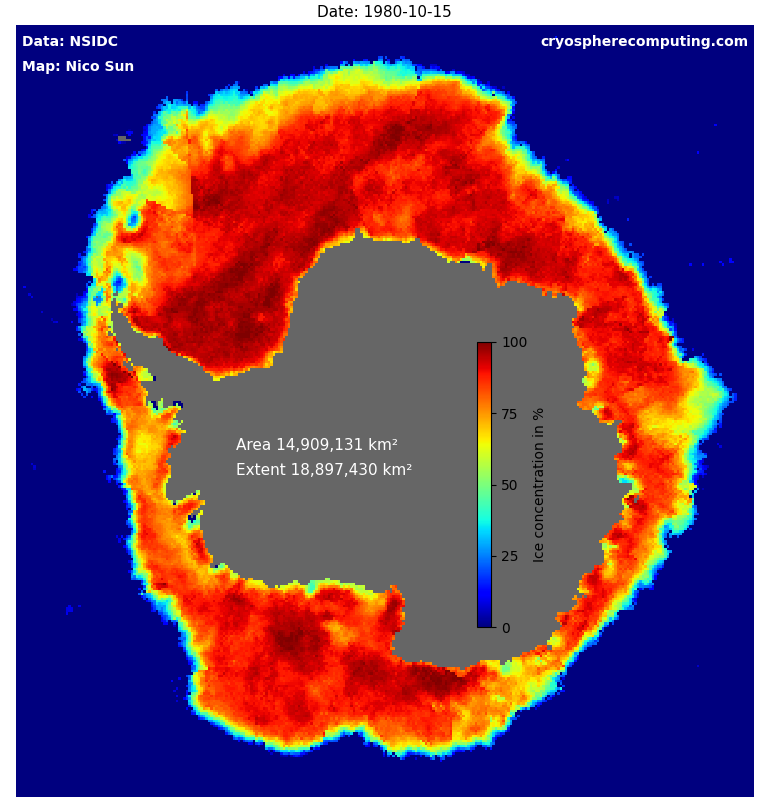 Date: 1980-10-15
Data: NSIDC
cryospherecomputing.com
Map: Nico Sun
100
75
50
25
0
Ice concentration in %
Area 14,909,131 km²
Extent 18,897,430 km²